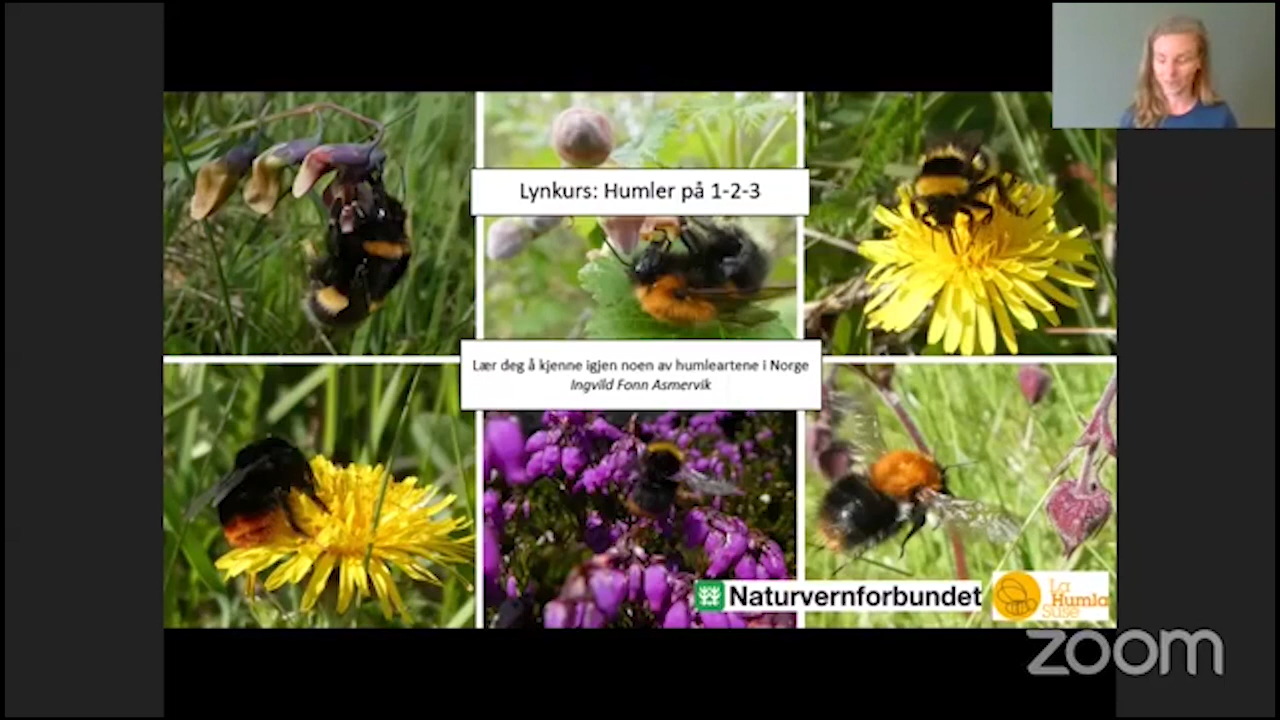 Lynkurs: Humler på 1-2-3
Lær deg å kjenne igjen noen av humleartene i Norge
Ingvild Fonn Asmervik
Naturvernforbundet
La
Humla
Suse
zoom